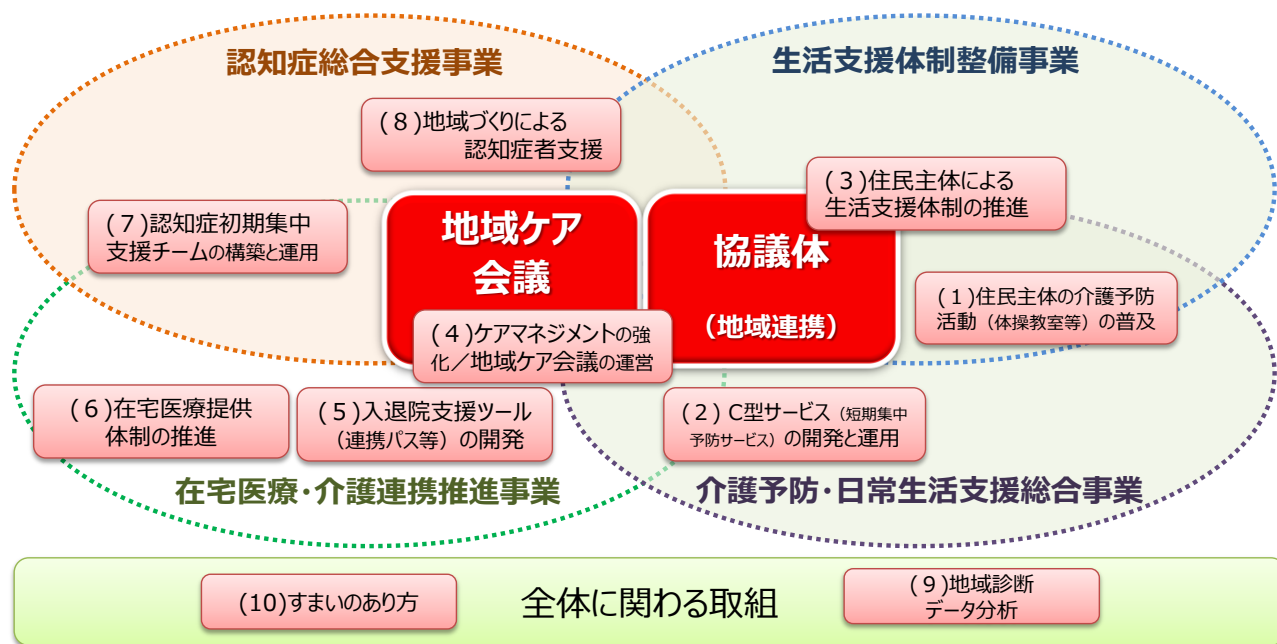 認知症総合支援事業
生活支援体制整備事業
(８)地域づくりによる
認知症者支援
(３)住民主体による
生活支援体制の推進
(７)認知症初期集中
支援チームの構築と運用
地域ケア
会議
協議体
（地域連携）
(１)住民主体の介護予防
活動（体操教室等）の普及
(４)ケアマネジメントの強
化／地域ケア会議の運営
(６)在宅医療提供
体制の推進
(５)入退院支援ツール
（連携パス等）の開発
(２) C型サービス（短期集中
予防サービス）の開発と運用
在宅医療・介護連携推進事業
介護予防・日常生活支援総合事業
(10)すまいのあり方
全体に関わる取組
(９)地域診断
データ分析